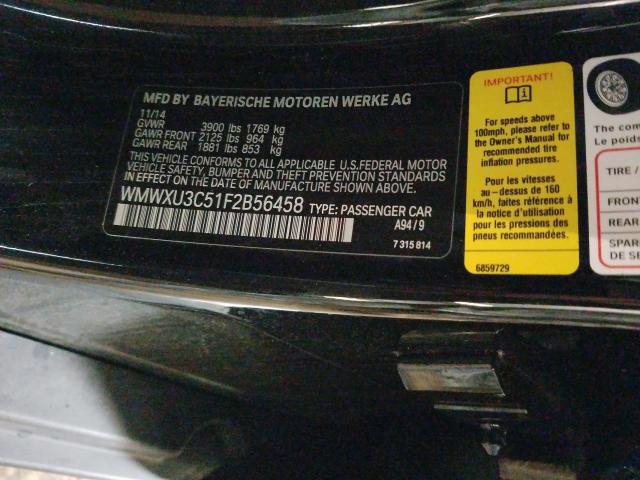 MFD BY BAYERISCHE MOTOREN WERKE AG
11/14
GVWR 3900 lbs 1769 kg
GAWR FRONT 2125 lbs 964 kg
GAWR REAR 1881 lbs 853 kg
THIS VEHICLE CONFORMS TO ALL APPLICABLE U.S.FEDERAL MOTOR
VEHICLE SAFETY, BUMPER AND THEFT PREVENTION STANDARDS
IN EFFECT ON THE DATE OF MANUFACTURE SHOWN ABOVE.
WMWXU3C51F2B56458 TYPE: PASSENGER CAR
A94/9
7 315 814
IMPORTANT!
For speeds above
100mph, please refer to
the Owner's Manual for
recommended tire
inflation pressures.
Pour les vitesses
au-dessus de 160
km/h, faites référence à
la notice d'utilisation
pour les pressions des
pneus recommandées.
6859729
The com
Le poids
TIRE /
FRON
REAR
SPAR
DE SE